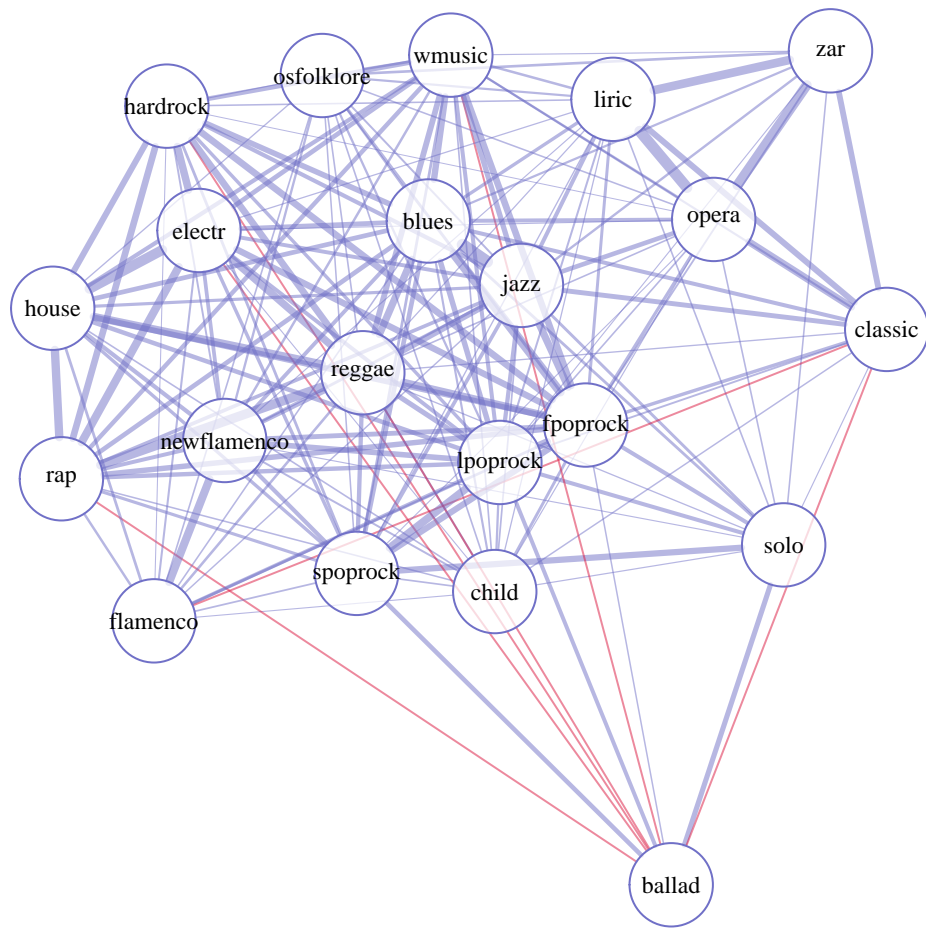 wmusic
zar
osfolklore
liric
hardrock
opera
blues
electr
jazz
house
classic
reggae
fpoprock
newflamenco
lpoprock
rap
solo
spoprock
child
flamenco
ballad